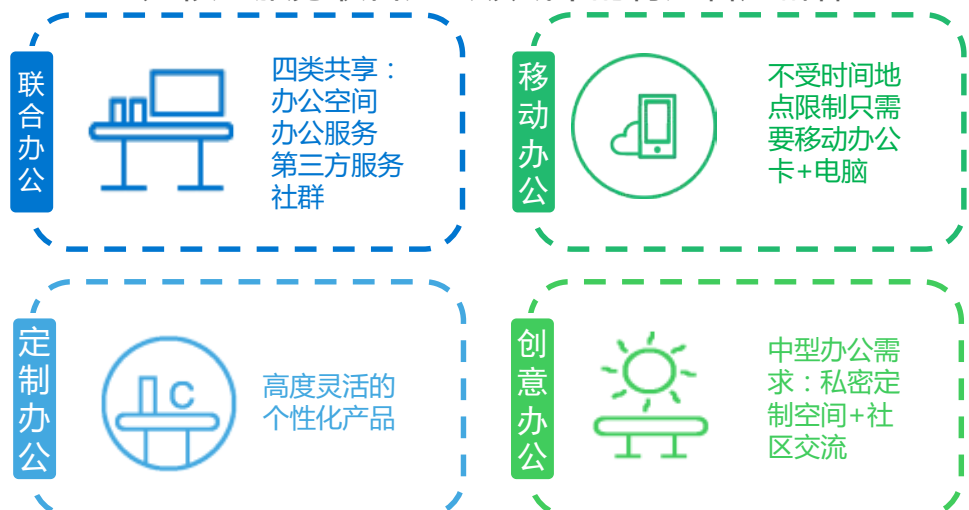 联合办公
四类共享：
办公空间
办公服务
第三方服务
社群
移动办公
不受时间地
点限制只需
要移动办公
卡+电脑
定制办公
C
高度灵活的
个性化产品
创意办公
中型办公需
求：私密定
制空间+社
区交流